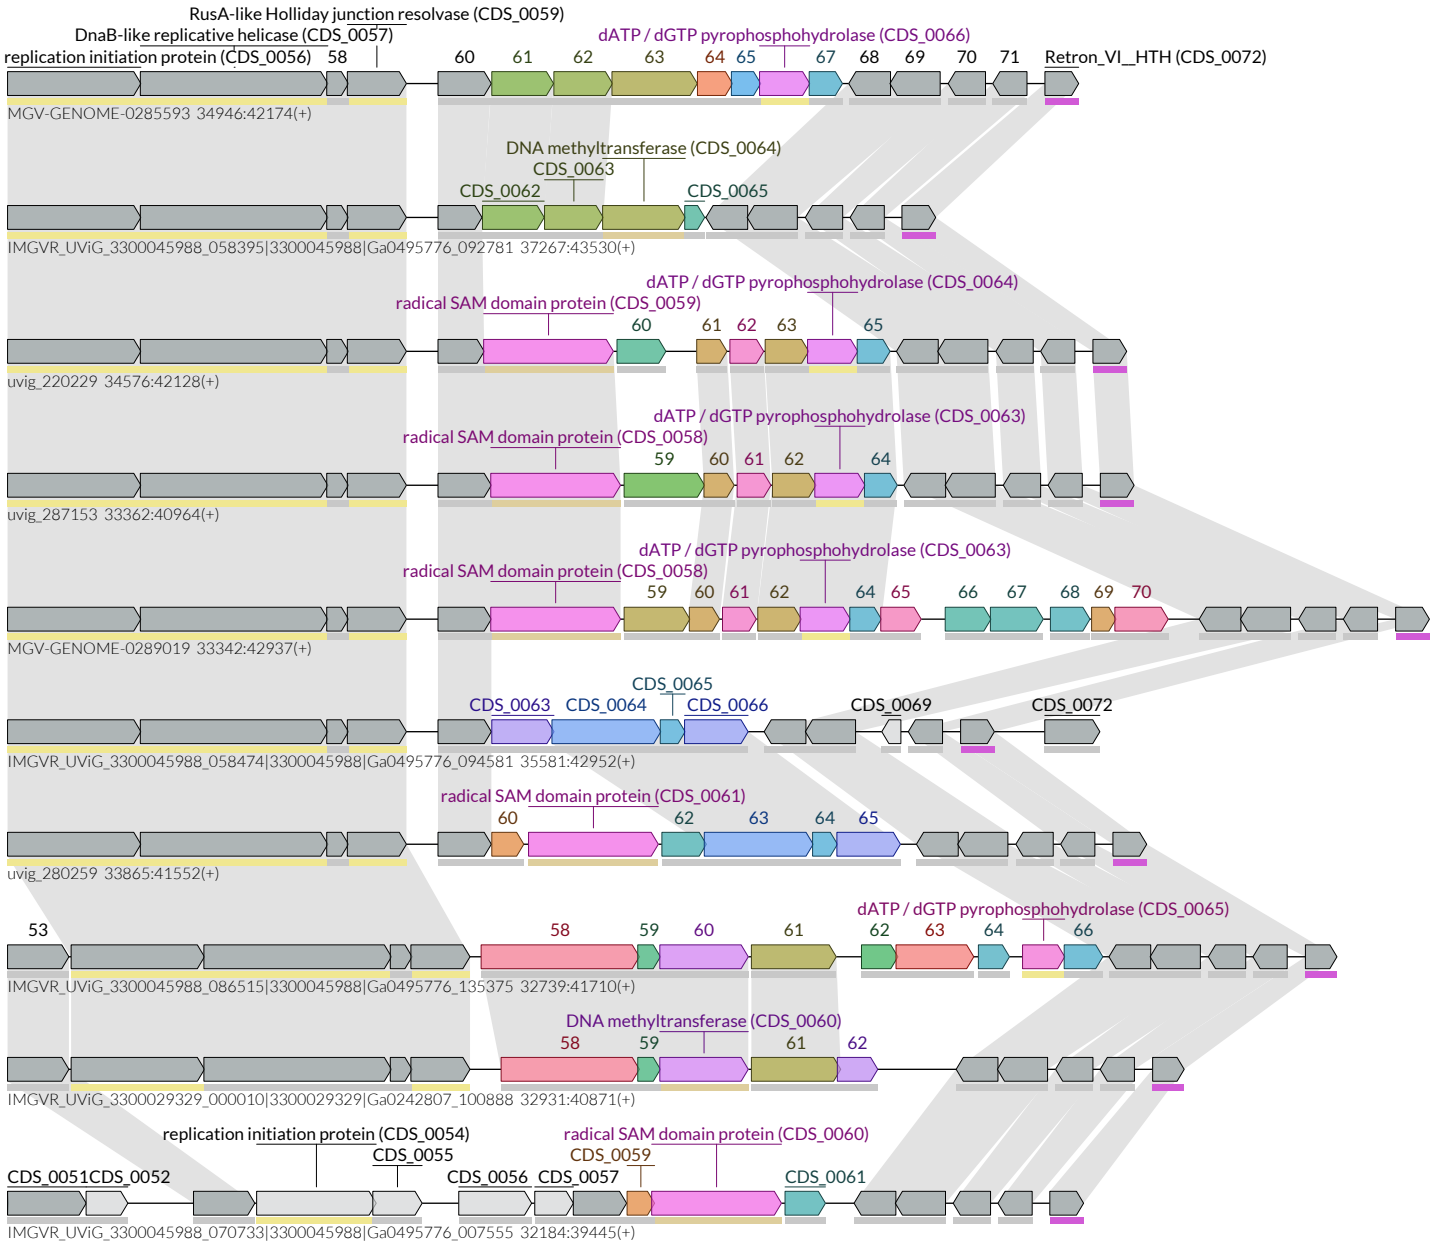 RusA-like Holliday junction resolvase (CDS_0059)
DnaB-like replicative helicase (CDS_0057)
dATP / dGTP pyrophosphohydrolase (CDS_0066)
replication initiation protein (CDS_0056) 58 60 61 62 63 64 65 67 68 69 70 71 Retron_VI__HTH (CDS_0072)
MGV-GENOME-0285593 34946:42174(+)
DNA methyltransferase (CDS_0064)
CDS_0063
CDS_0062 CDS_0065
IMGVR_UViG_3300045988_058395|3300045988|Ga0495776_092781 37267:43530(+)
dATP / dGTP pyrophosphohydrolase (CDS_0064)
radical SAM domain protein (CDS_0059)
60 61 62 63 65
uvig_220229 34576:42128(+)
dATP / dGTP pyrophosphohydrolase (CDS_0063)
radical SAM domain protein (CDS_0058)
59 60 61 62 64
uvig_287153 33362:40964(+)
dATP / dGTP pyrophosphohydrolase (CDS_0063)
radical SAM domain protein (CDS_0058)
59 60 61 62 64 65 66 67 68 69 70
MGV-GENOME-0289019 33342:42937(+)
CDS_0065
CDS_0063 CDS_0064 CDS_0066 CDS_0069 CDS_0072
IMGVR_UViG_3300045988_058474|3300045988|Ga0495776_094581 35581:42952(+)
radical SAM domain protein (CDS_0061)
60 62 63 64 65
uvig_280259 33865:41552(+)
dATP / dGTP pyrophosphohydrolase (CDS_0065)
53 58 59 60 61 62 63 64 66
IMGVR_UViG_3300045988_086515|3300045988|Ga0495776_135375 32739:41710(+)
DNA methyltransferase (CDS_0060)
58 59 61 62
IMGVR_UViG_3300029329_000010|3300029329|Ga0242807_100888 32931:40871(+)
replication initiation protein (CDS_0054) radical SAM domain protein (CDS_0060)
CDS_0055 CDS_0059
CDS_0051 CDS_0052 CDS_0056 CDS_0057 CDS_0061
IMGVR_UViG_3300045988_070733|3300045988|Ga0495776_007555 32184:39445(+)